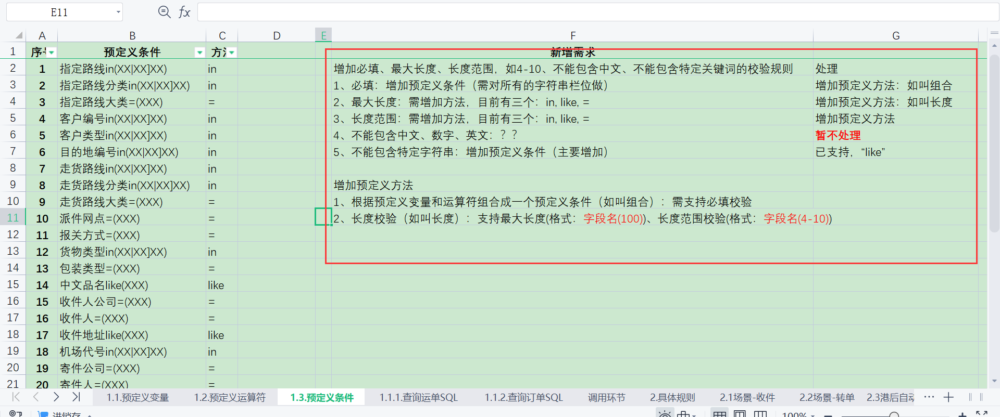 E11
fx
A B C D E F G
1 序号 预定义条件 方法 新增需求
2 1 指定路线in(XX|XX]XX) in 增加必填、最大长度、长度范围，如4-10、不能包含中文、不能包含特定关键词的校验规则 处理
3 2 指定路线分类in(XX|XX]XX) in 1、必填：增加预定义条件（需对所有的字符串栏位做） 增加预定义方法：如叫组合
4 3 指定路线大类=(XXX) = 2、最大长度：需增加方法，目前有三个：in, like, = 增加预定义方法：如叫长度
5 4 客户编号in(XX|XX]XX) in 3、长度范围：需增加方法，目前有三个：in, like, = 增加预定义方法
6 5 客户类型in(XX|XX]XX) in 4、不能包含中文、数字、英文：？？ 暂不处理
7 6 目的地编号in(XX|XX]XX) in 5、不能包含特定字符串：增加预定义条件（主要增加） 已支持，“like”
8 7 走货路线in(XX|XX]XX) in
9 8 走货路线分类in(XX|XX]XX) in 增加预定义方法
10 9 走货路线大类=(XXX) = 1、根据预定义变量和运算符组合成一个预定义条件（如叫组合）：需支持必填校验
11 10 派件网点=(XXX) = 2、长度校验（如叫长度）：支持最大长度(格式：字段名(100))、长度范围校验(格式：字段名(4-10))
12 11 报关方式=(XXX) =
13 12 货物类型in(XX|XX]XX) in
14 13 包装类型=(XXX) =
15 14 中文品名like(XXX) like
16 15 收件人公司=(XXX) =
17 16 收件人=(XXX) =
18 17 收件地址like(XXX) like
19 18 机场代号in(XX|XX]XX) in
20 19 寄件公司=(XXX) =
21 20 寄件人=(XXX) =
1.1.预定义变量 1.2.预定义运算符 1.3.预定义条件 1.1.1.查询运单SQL 1.1.2.查询订单SQL 调用环节 2.具体规则 2.1场景-收件 2.2场景-转单 2.3港后自动 ···
进销存 100%